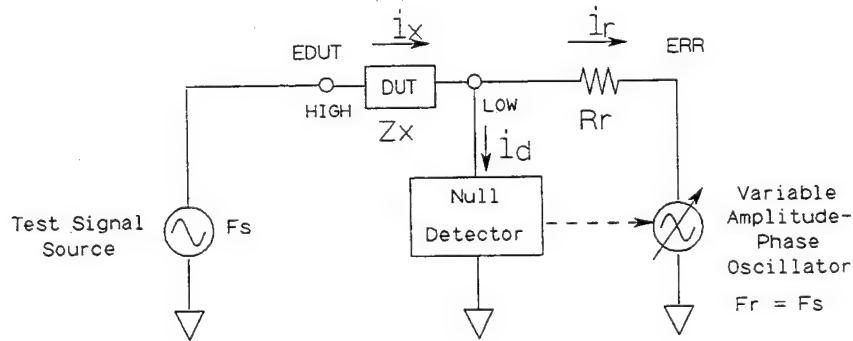 ix
ir
EDUT
ERR
DUT
HIGH
LOW
Zx
Rr
id
Test Signal
Source
Fs
Null
Detector
Variable
Amplitude-
Phase
Oscillator
Fr = Fs